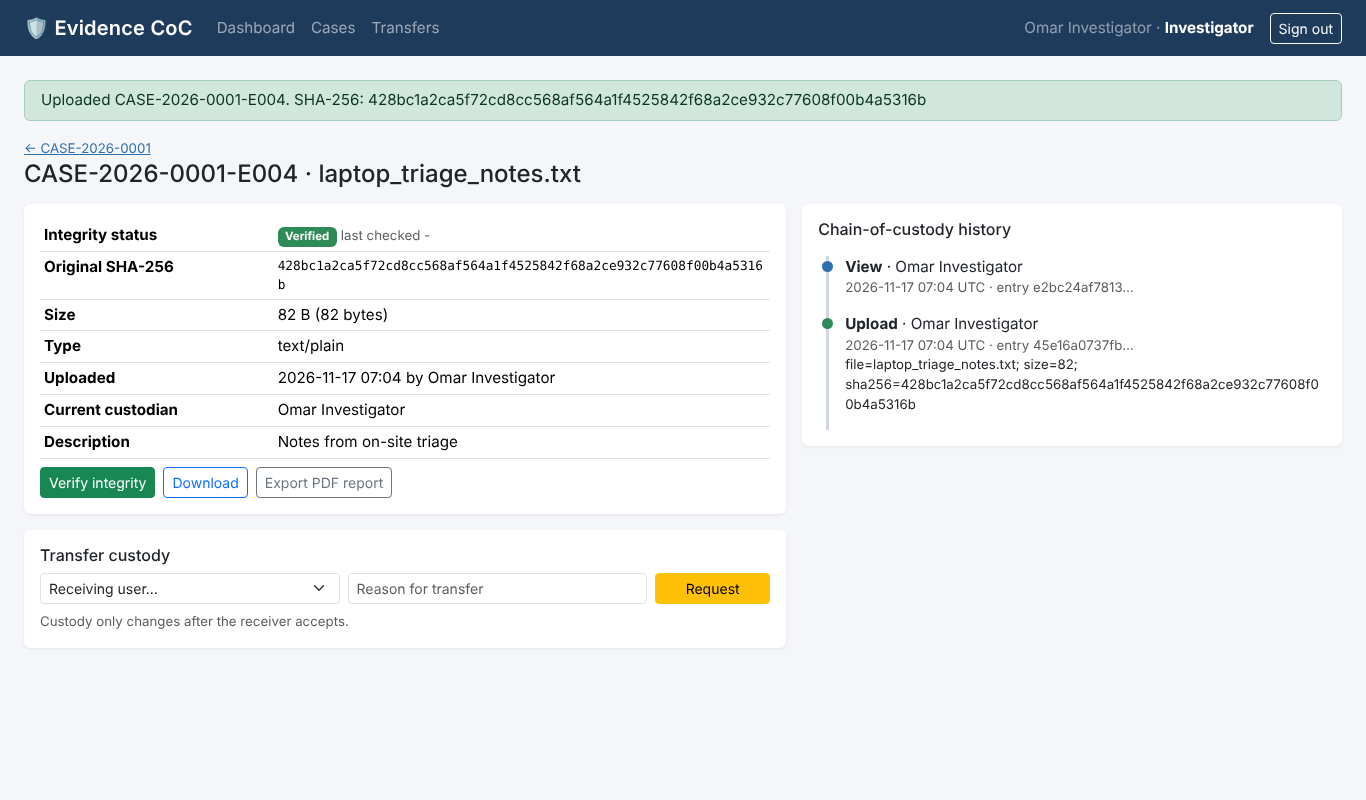 Evidence CoC
Dashboard
Cases
Transfers
Omar Investigator · Investigator
Sign out
Uploaded CASE-2026-0001-E004. SHA-256: 428bc1a2ca5f72cd8cc568af564a1f4525842f68a2ce932c77608f00b4a5316b
← CASE-2026-0001
CASE-2026-0001-E004 · laptop_triage_notes.txt
Integrity status
Verified last checked -
Original SHA-256
428bc1a2ca5f72cd8cc568af564a1f4525842f68a2ce932c77608f00b4a5316
b
Size
82 B (82 bytes)
Type
text/plain
Uploaded
2026-11-17 07:04 by Omar Investigator
Current custodian
Omar Investigator
Description
Notes from on-site triage
Verify integrity
Download
Export PDF report
Transfer custody
Receiving user...
Reason for transfer
Request
Custody only changes after the receiver accepts.
Chain-of-custody history
View · Omar Investigator
2026-11-17 07:04 UTC · entry e2bc24af7813…
Upload · Omar Investigator
2026-11-17 07:04 UTC · entry 45e16a0737fb…
file=laptop_triage_notes.txt; size=82;
sha256=428bc1a2ca5f72cd8cc568af564a1f4525842f68a2ce932c77608f0
0b4a5316b